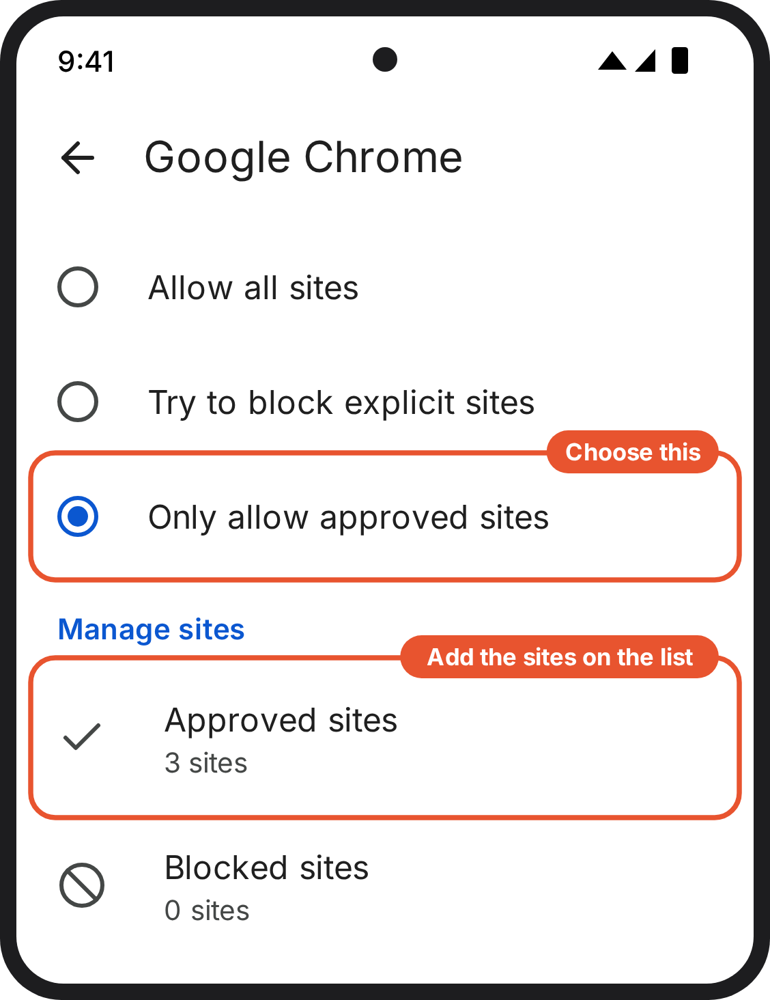 9:41
Google Chrome
Allow all sites
Try to block explicit sites
Choose this
Only allow approved sites
Manage sites
Add the sites on the list
Approved sites
3 sites
Blocked sites
0 sites